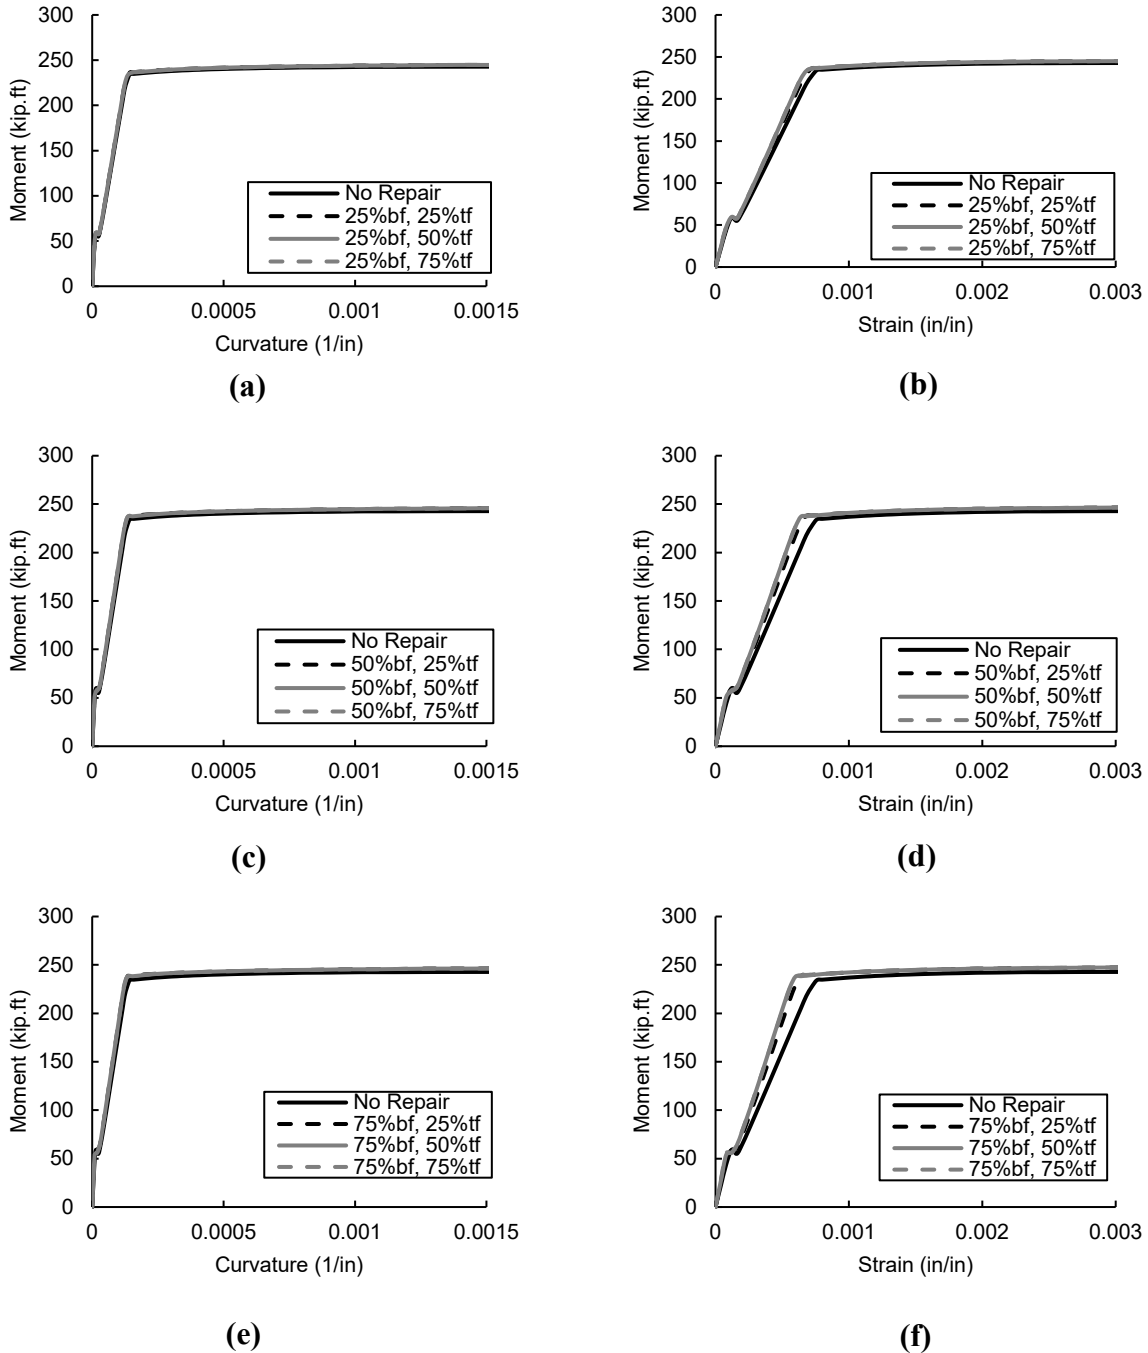 300
250
200
150
100
50
0
Moment (kip.ft)
No Repair
25%bf, 25%tf
25%bf, 50%tf
25%bf, 75%tf
0 0.0005 0.001 0.0015
Curvature (1/in)
(a)
300
250
200
150
100
50
0
Moment (kip.ft)
No Repair
25%bf, 25%tf
25%bf, 50%tf
25%bf, 75%tf
0 0.001 0.002 0.003
Strain (in/in)
(b)
300
250
200
150
100
50
0
Moment (kip.ft)
No Repair
50%bf, 25%tf
50%bf, 50%tf
50%bf, 75%tf
0 0.0005 0.001 0.0015
Curvature (1/in)
(c)
300
250
200
150
100
50
0
Moment (kip.ft)
No Repair
50%bf, 25%tf
50%bf, 50%tf
50%bf, 75%tf
0 0.001 0.002 0.003
Strain (in/in)
(d)
300
250
200
150
100
50
0
Moment (kip.ft)
No Repair
75%bf, 25%tf
75%bf, 50%tf
75%bf, 75%tf
0 0.0005 0.001 0.0015
Curvature (1/in)
(e)
300
250
200
150
100
50
0
Moment (kip.ft)
No Repair
75%bf, 25%tf
75%bf, 50%tf
75%bf, 75%tf
0 0.001 0.002 0.003
Strain (in/in)
(f)